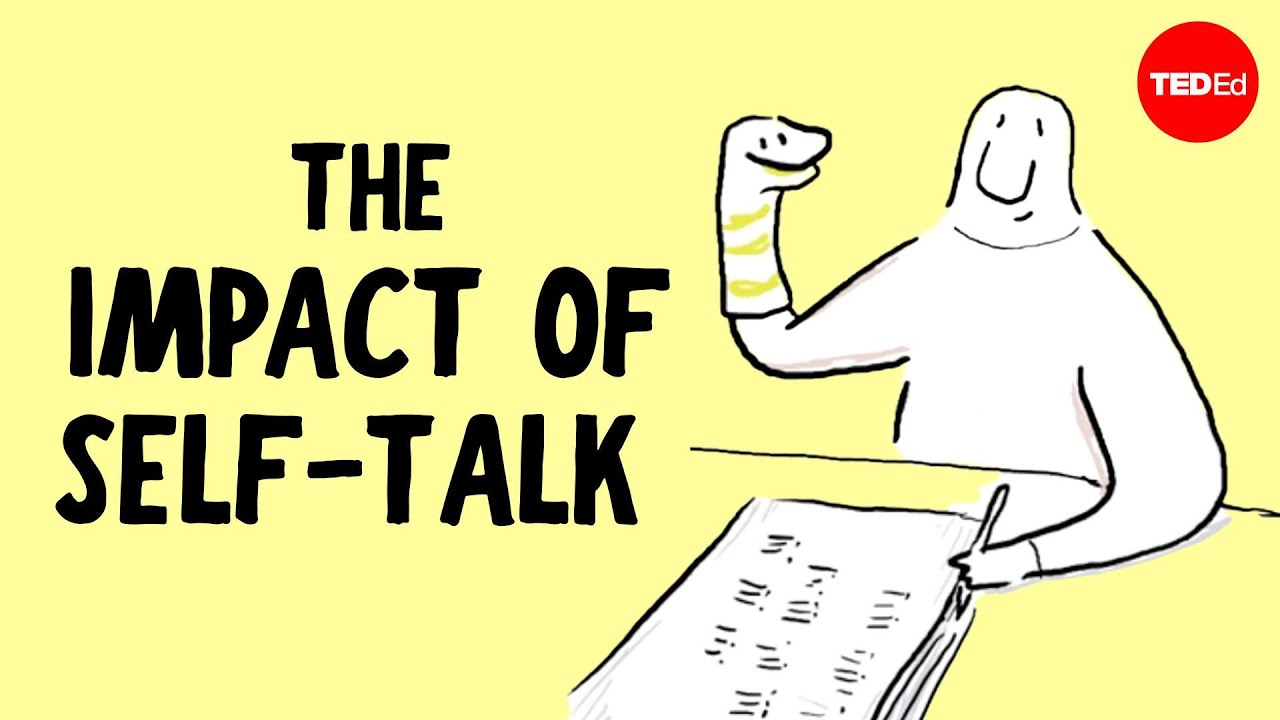 THE
IMPACT OF
SELF-TALK
TEDEd